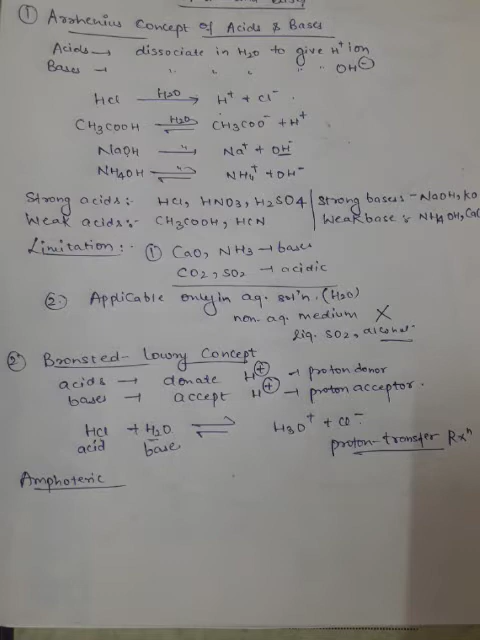 ① Arrhenius Concept of Acids & Bases
Acids → dissociate in H2O to give H+ ion
Bases → " " " " " OH⊖
HCl —H2O→ H+ + Cl-.
CH3COOH ⇌H2O CH3COO- + H+
NaOH —"→ Na+ + OH-
NH4OH ⇌" NH4+ + OH-
Strong acids:- HCl, HNO3, H2SO4 | Strong bases - NaOH, KO
Weak acids:- CH3COOH, HCN | Weak base: NH4OH, Ca
Limitation:- ① CaO, NH3 → bases
CO2, SO2 → acidic
②. Applicable only in aq. sol'n. (H2O)
non. aq. medium X
liq. SO2, alcohol.
② Bronsted-Lowry Concept
acids → donate H⊕ → proton donor
bases → accept H⊕ → proton acceptor.
HCl + H2O ⇌ H3O+ + Cl-.
acid base proton-transfer Rxn
Amphoteric